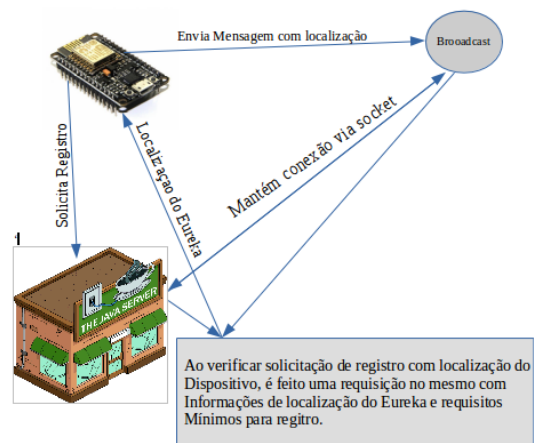 Envia Mensagem com localização
Brooadcast
Solicita Registro
Localização do Eureka
Mantém conexão via socket
1
THE JAVA SERVER
Ao verificar solicitação de registro com localização do
Dispositivo, é feito uma requisição no mesmo com
Informações de localização do Eureka e requisitos
Mínimos para regitro.